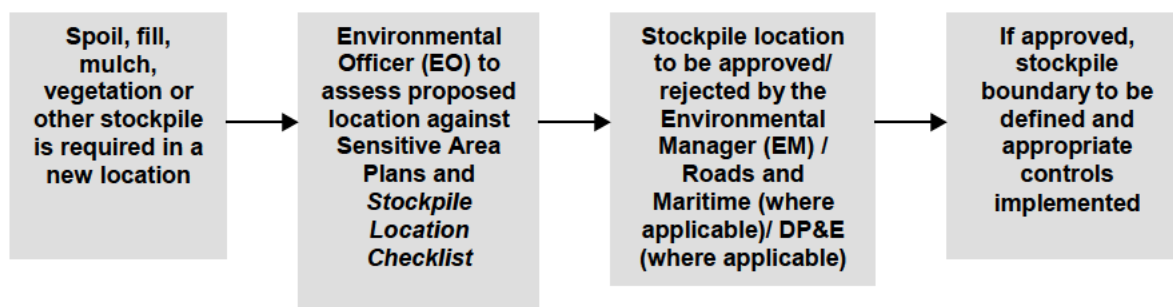 Spoil, fill,
mulch,
vegetation or
other stockpile
is required in a
new location
Environmental
Officer (EO) to
assess proposed
location against
Sensitive Area
Plans and
Stockpile
Location
Checklist
Stockpile location
to be approved/
rejected by the
Environmental
Manager (EM) /
Roads and
Maritime (where
applicable)/ DP&E
(where applicable)
If approved,
stockpile
boundary to be
defined and
appropriate
controls
implemented